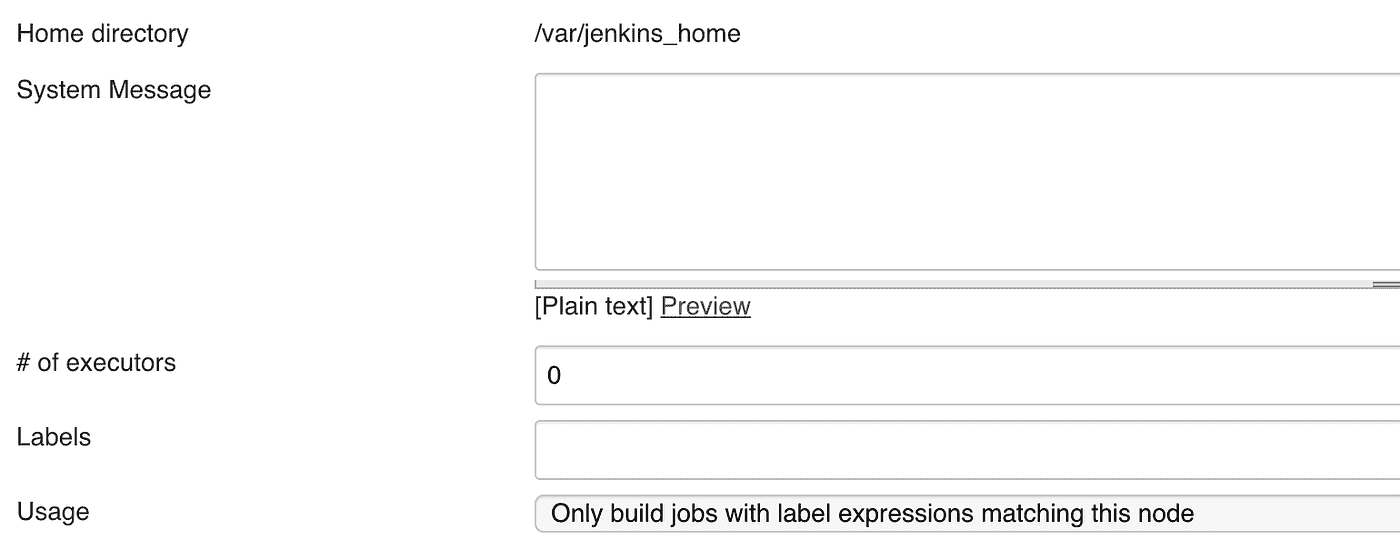 Home directory /var/jenkins_home
System Message
[Plain text] Preview
# of executors 0
Labels
Usage Only build jobs with label expressions matching this node